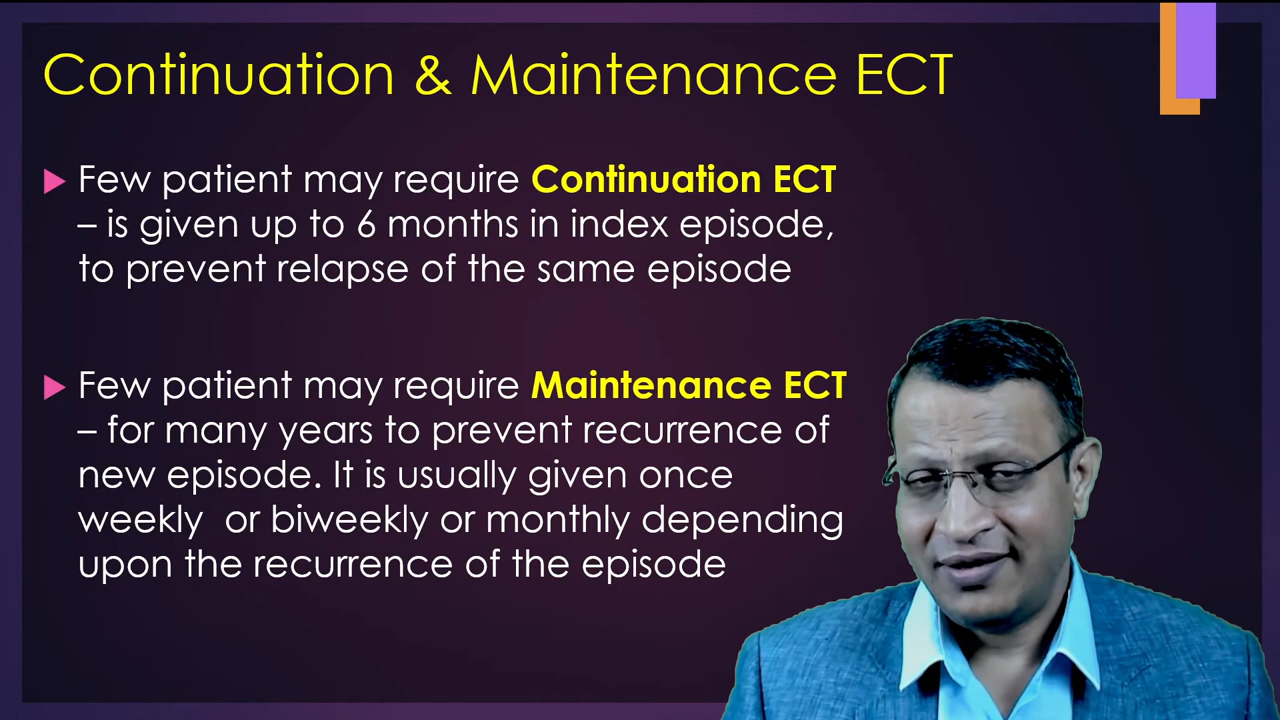 Continuation & Maintenance ECT
Few patient may require Continuation ECT
– is given up to 6 months in index episode,
to prevent relapse of the same episode
Few patient may require Maintenance ECT
– for many years to prevent recurrence of
new episode. It is usually given once
weekly  or biweekly or monthly depending
upon the recurrence of the episode